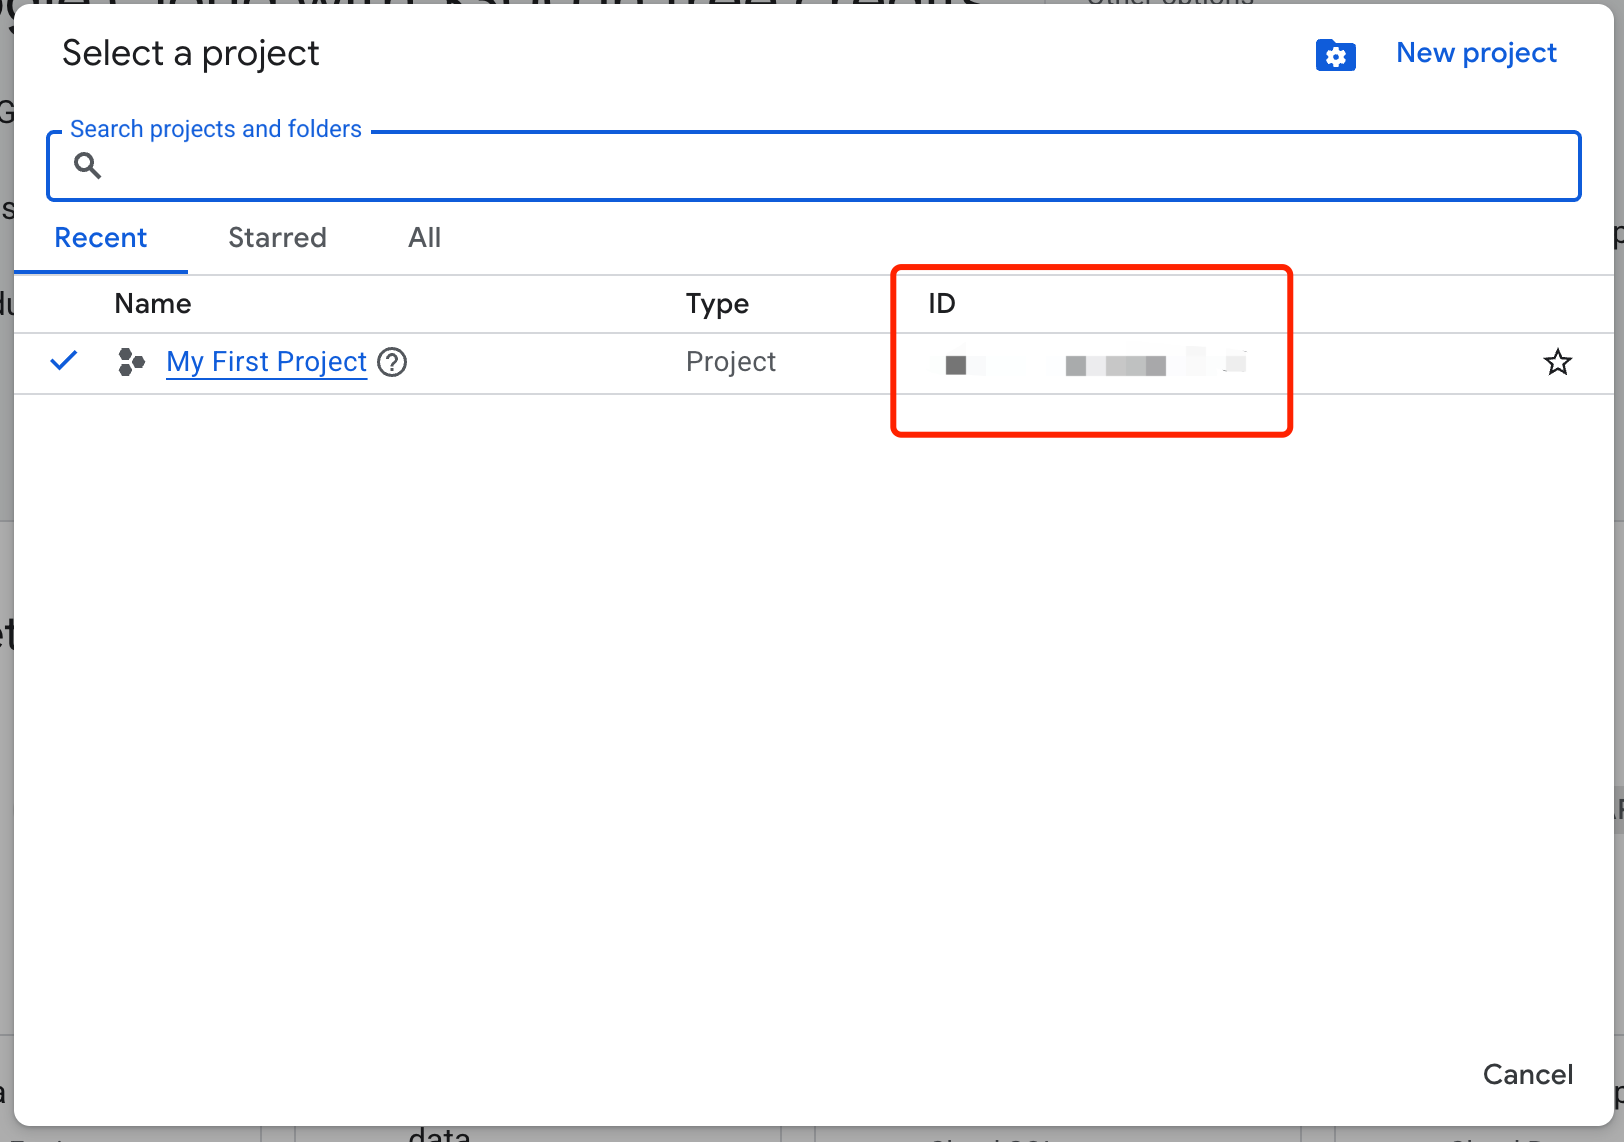 Select a project
New project
Search projects and folders
Recent Starred All
Name Type ID
My First Project Project
Cancel
data